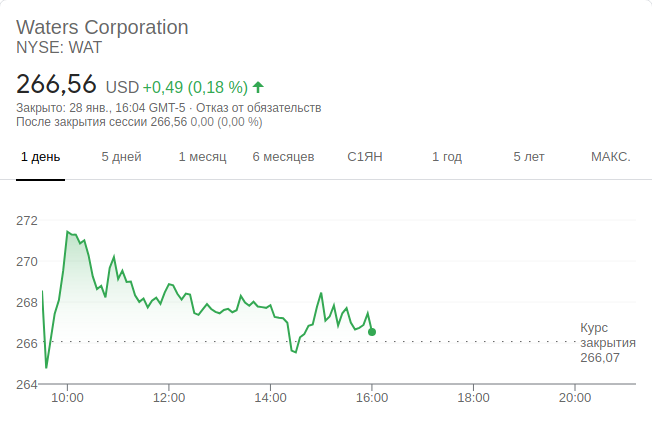 Waters Corporation
NYSE: WAT
266,56 USD +0,49 (0,18 %)
Закрыто: 28 янв., 16:04 GMT-5 · Отказ от обязательств
После закрытия сессии 266,56 0,00 (0,00 %)
1 день 5 дней 1 месяц 6 месяцев С1ЯН 1 год 5 лет МАКС.
272
270
268
266
264
Курс
закрытия
266,07
10:00 12:00 14:00 16:00 18:00 20:00